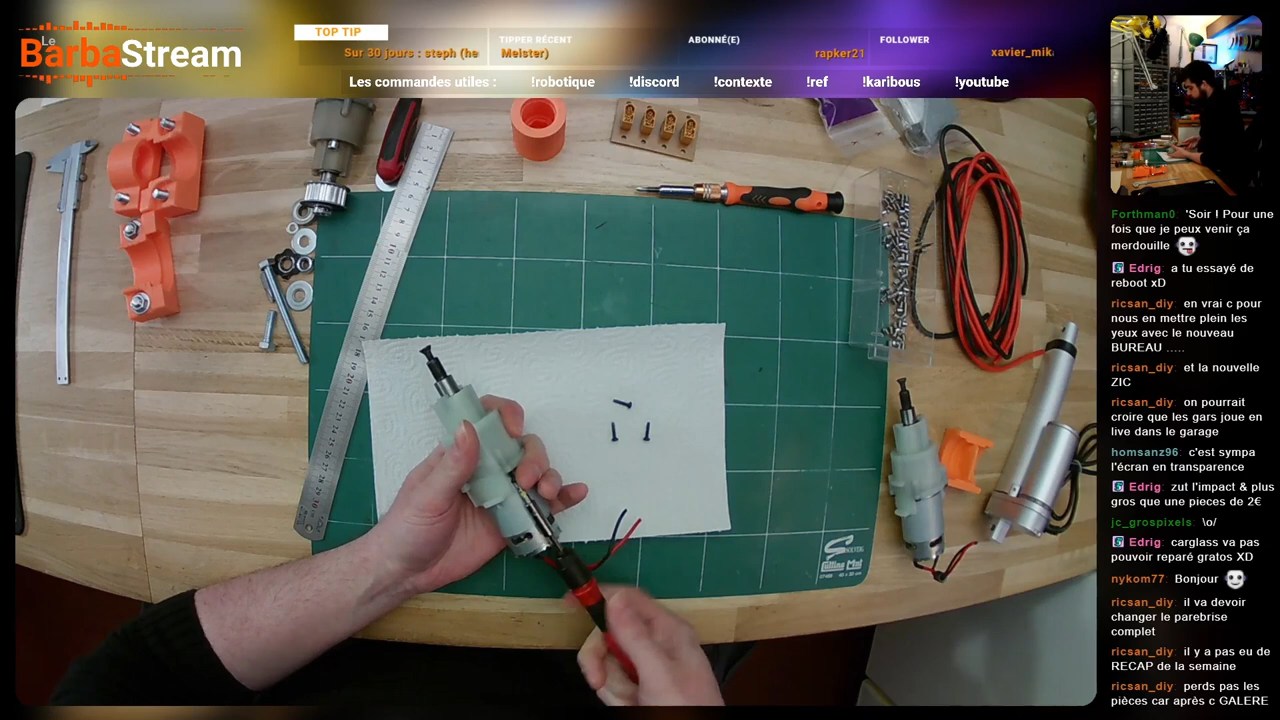 Le
BarbaStream
TOP TIP
Sur 30 jours : steph (he
TIPPER RÉCENT
Meister)
ABONNÉ(E)
rapker21
FOLLOWER
xavier_mik
Les commandes utiles : !robotique !discord !contexte !ref !karibous !youtube
Forthman0: 'Soir ! Pour une
fois que je peux venir ça
merdouille
Edrig: a tu essayé de
reboot xD
ricsan_diy: en vrai c pour
nous en mettre plein les
yeux avec le nouveau
BUREAU .....
ricsan_diy: et la nouvelle
ZIC
ricsan_diy: on pourrait
croire que les gars joue en
live dans le garage
homsanz96: c'est sympa
l'écran en transparence
Edrig: zut l'impact & plus
gros que une pieces de 2€
jc_grospixels: \o/
Edrig: carglass va pas
pouvoir reparé gratos XD
nykom77: Bonjour
ricsan_diy: il va devoir
changer le parebrise
complet
ricsan_diy: il y a pas eu de
RECAP de la semaine
ricsan_diy: perds pas les
pièces car après c GALERE
Cutting Mat